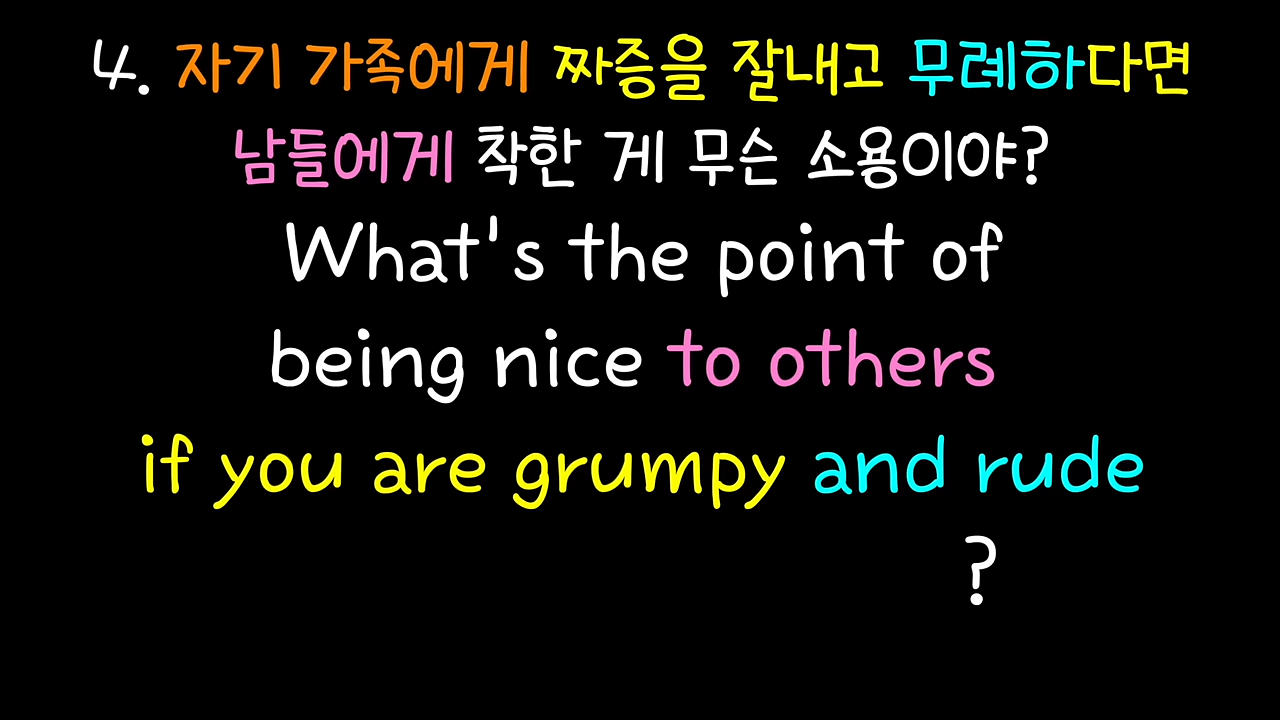 4. 자기 가족에게 짜증을 잘내고 무례하다면
남들에게 착한 게 무슨 소용이야?
What's the point of
being nice to others
if you are grumpy and rude
?